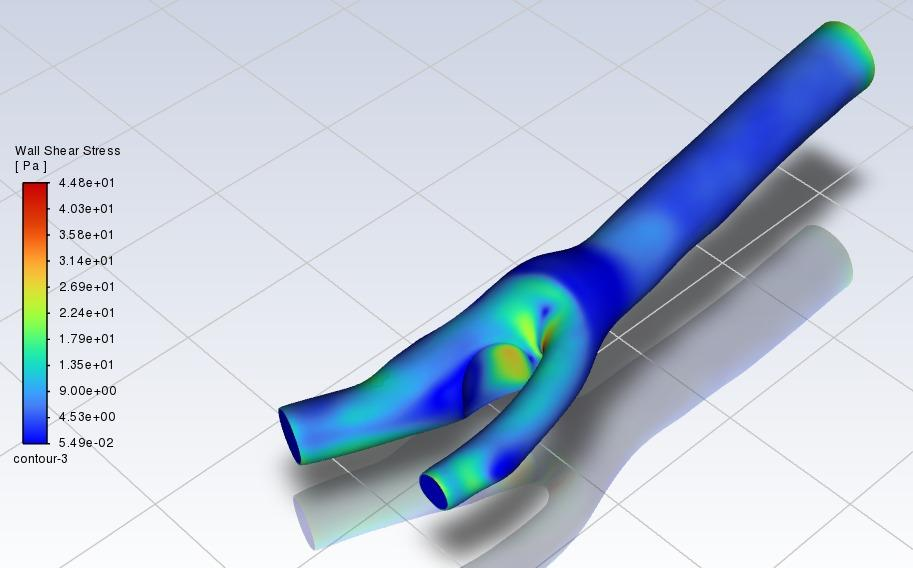 Wall Shear Stress
[ Pa ]
4.48e+01
4.03e+01
3.58e+01
3.14e+01
2.69e+01
2.24e+01
1.79e+01
1.35e+01
9.00e+00
4.53e+00
5.49e-02
contour-3